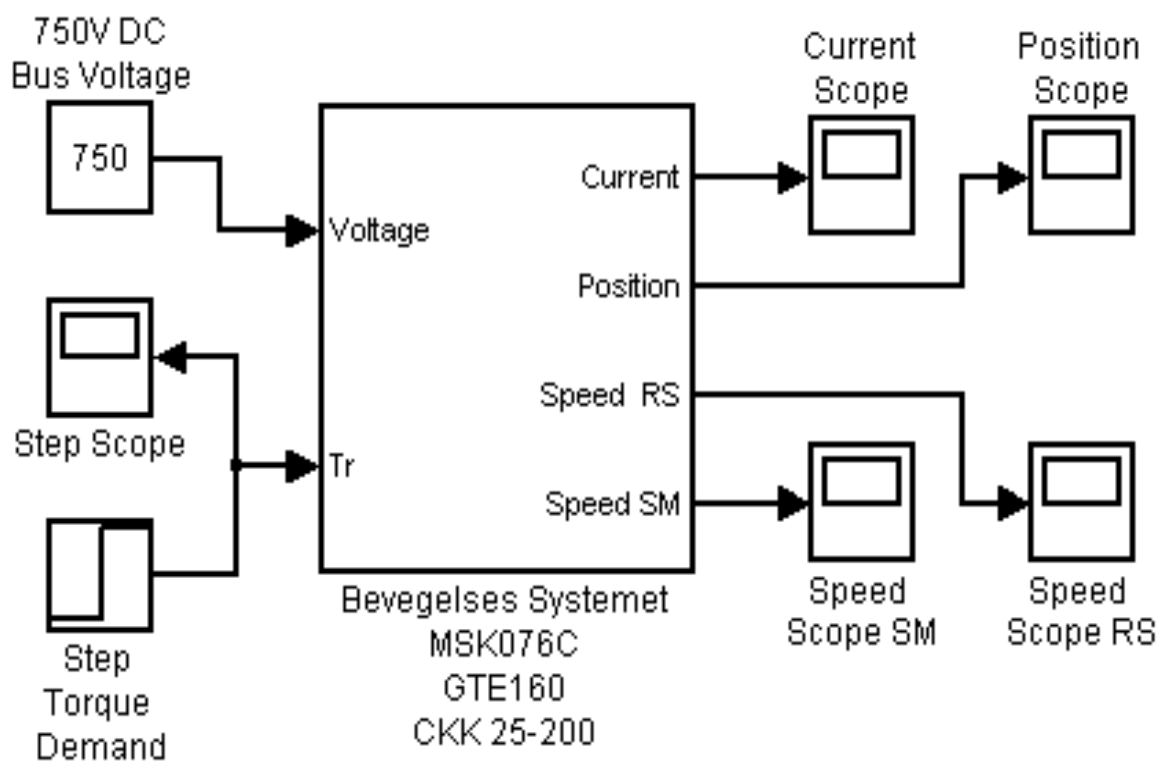 750V DC
Bus Voltage
750
Step Scope
Step
Torque
Demand
Voltage
Tr
Current
Position
Speed RS
Speed SM
Bevegelses Systemet
MSK076C
GTE160
CKK 25-200
Current
Scope
Position
Scope
Speed
Scope SM
Speed
Scope RS